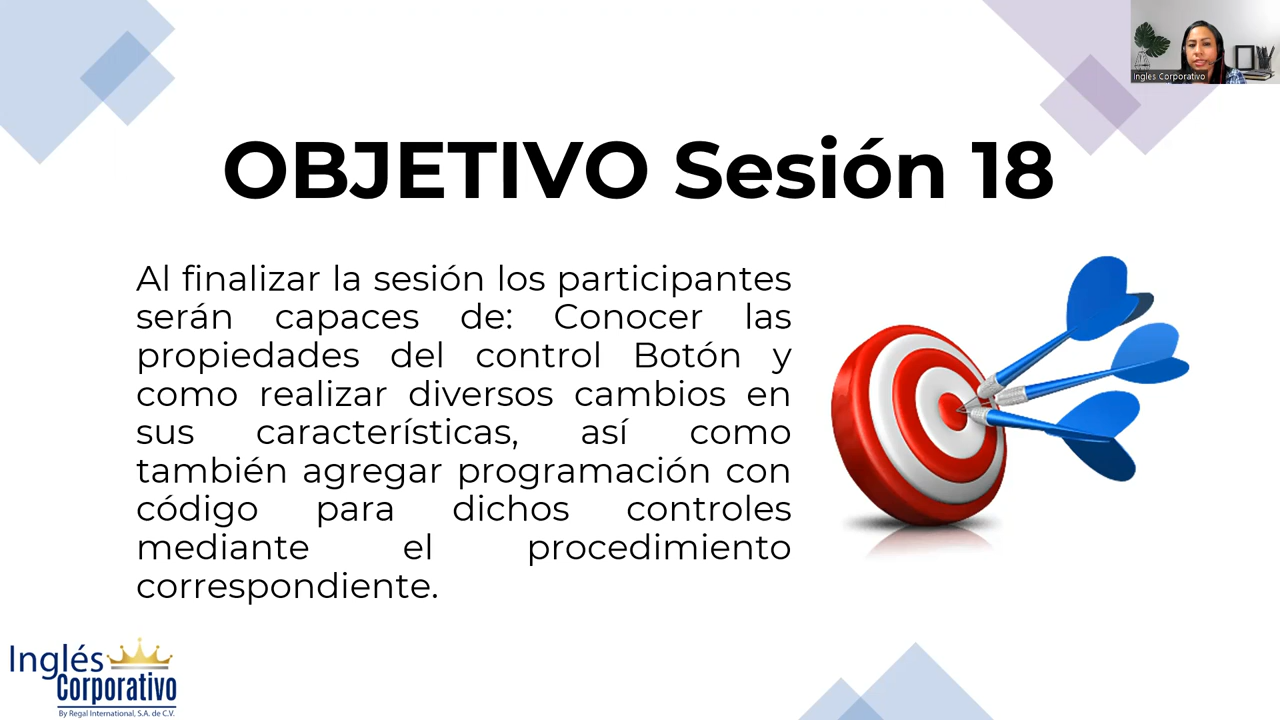 Ingles Corporativo
OBJETIVO Sesión 18
Al finalizar la sesión los participantes
serán capaces de: Conocer las
propiedades del control Botón y
como realizar diversos cambios en
sus características, así como
también agregar programación con
código para dichos controles
mediante el procedimiento
correspondiente.
Inglés
Corporativo
By Regal International, S.A. de C.V.